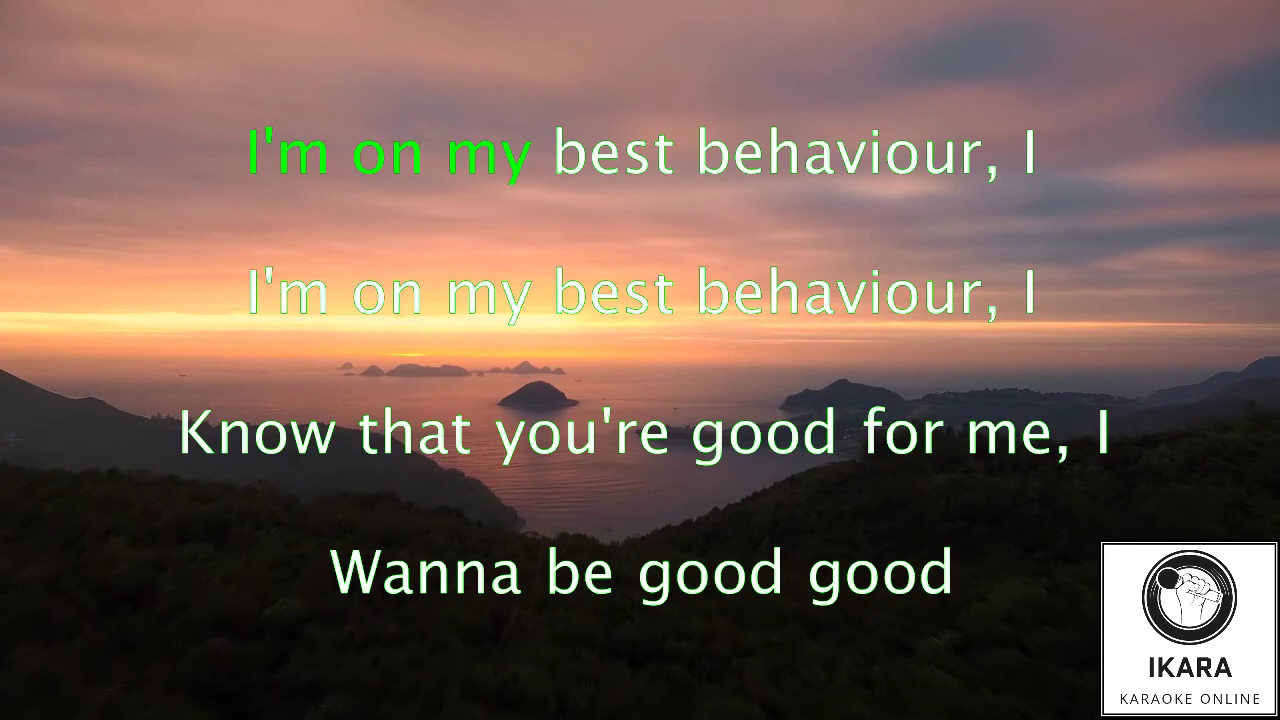 I'm on my best behaviour, I
I'm on my best behaviour, I
Know that you're good for me, I
Wanna be good good
IKARA
KARAOKE ONLINE